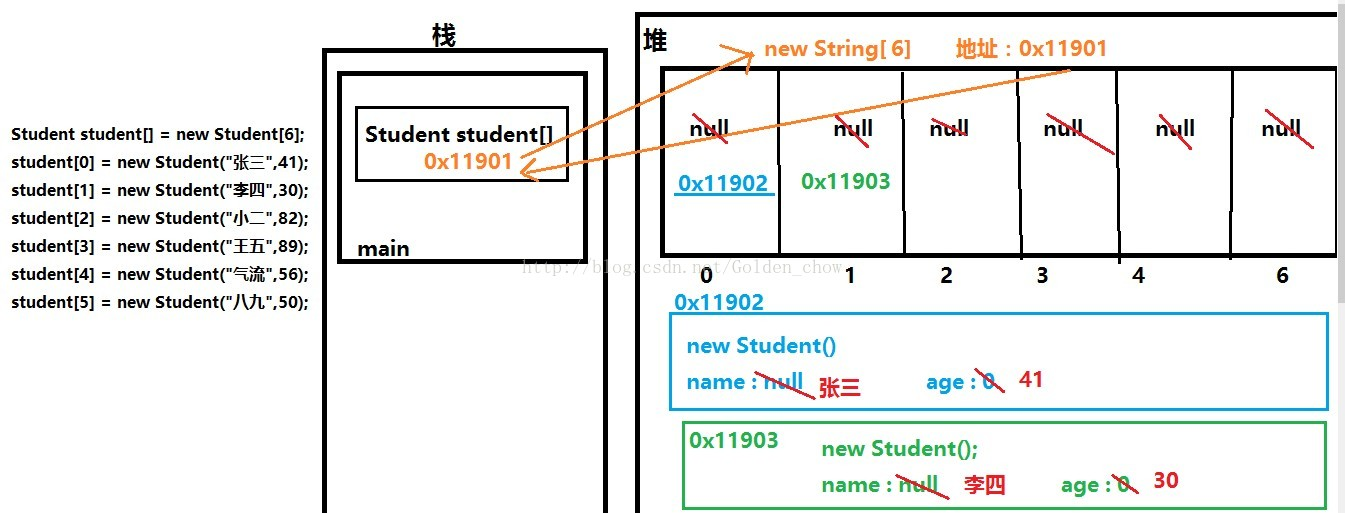 栈
堆
new String[ 6]
地址：0x11901
Student student[] = new Student[6];
student[0] = new Student("张三",41);
student[1] = new Student("李四",30);
student[2] = new Student("小二",82);
student[3] = new Student("王五",89);
student[4] = new Student("气流",56);
student[5] = new Student("八九",50);
Student student[]
0x11901
main
null
null
null
null
null
null
0x11902
0x11903
0
1
2
3
4
6
http://blog.csdn.net/Golden_chow
0x11902
new Student()
name : null 张三
age : 0 41
0x11903
new Student();
name : null 李四
age : 0 30